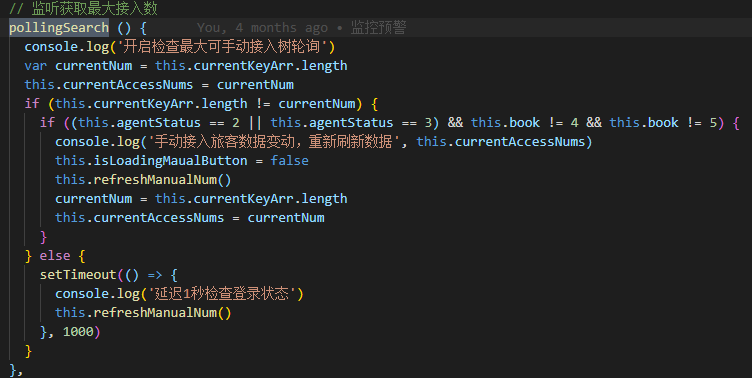 // 监听获取最大接入数
pollingSearch () {      You, 4 months ago • 监控预警
  console.log('开启检查最大可手动接入树轮询')
  var currentNum = this.currentKeyArr.length
  this.currentAccessNums = currentNum
  if (this.currentKeyArr.length != currentNum) {
    if ((this.agentStatus == 2 || this.agentStatus == 3) && this.book != 4 && this.book != 5) {
      console.log('手动接入旅客数据变动，重新刷新数据', this.currentAccessNums)
      this.isLoadingMaualButton = false
      this.refreshManualNum()
      currentNum = this.currentKeyArr.length
      this.currentAccessNums = currentNum
    }
  } else {
    setTimeout(() => {
      console.log('延迟1秒检查登录状态')
      this.refreshManualNum()
    }, 1000)
  }
},